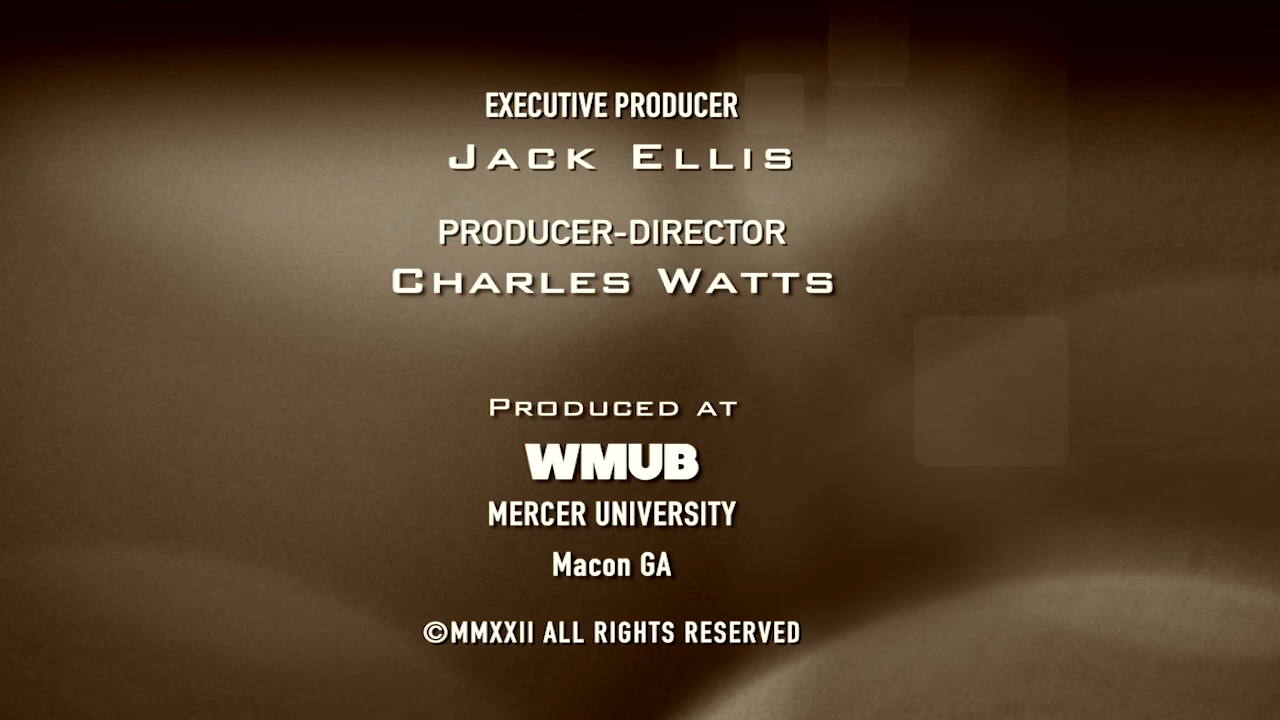 EXECUTIVE PRODUCER
JACK ELLIS
PRODUCER-DIRECTOR
CHARLES WATTS
PRODUCED AT
WMUB
MERCER UNIVERSITY
Macon GA
©MMXXII ALL RIGHTS RESERVED